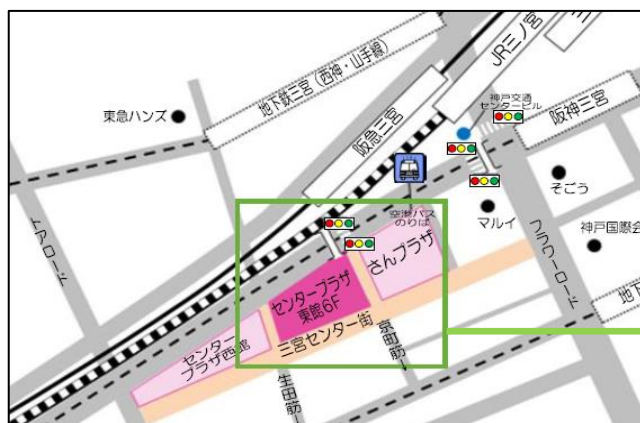 地下鉄三宮(西神・山手線)
JR三ノ宮
東急ハンズ
阪急三宮
神戸交通
センタービル
阪神三宮
そごう
マルイ
空港バス
のりば
神戸国際会
トアロード
フラワーロード
さんプラザ
センタープラザ
東館6F
センター
プラザ西館
三宮センター街
京町筋
生田筋
地下